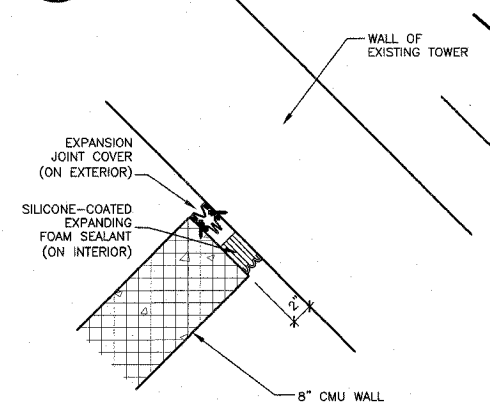 WALL OF
EXISTING TOWER
EXPANSION
JOINT COVER
(ON EXTERIOR)
SILICONE-COATED
EXPANDING
FOAM SEALANT
(ON INTERIOR)
2"
8" CMU WALL